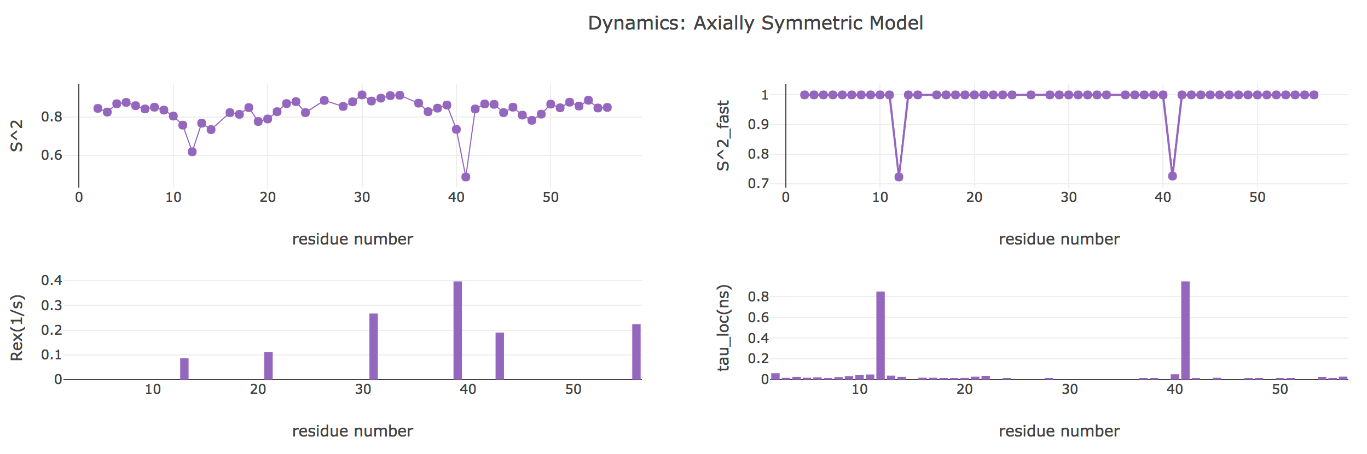 Dynamics: Axially Symmetric Model
S^2
0.8
0.6
0 10 20 30 40 50
residue number
S^2_fast
1
0.9
0.8
0.7
0 10 20 30 40 50
residue number
Rex(1/s)
0.4
0.3
0.2
0.1
0
10 20 30 40 50
residue number
tau_loc(ns)
0.8
0.6
0.4
0.2
0
10 20 30 40 50
residue number